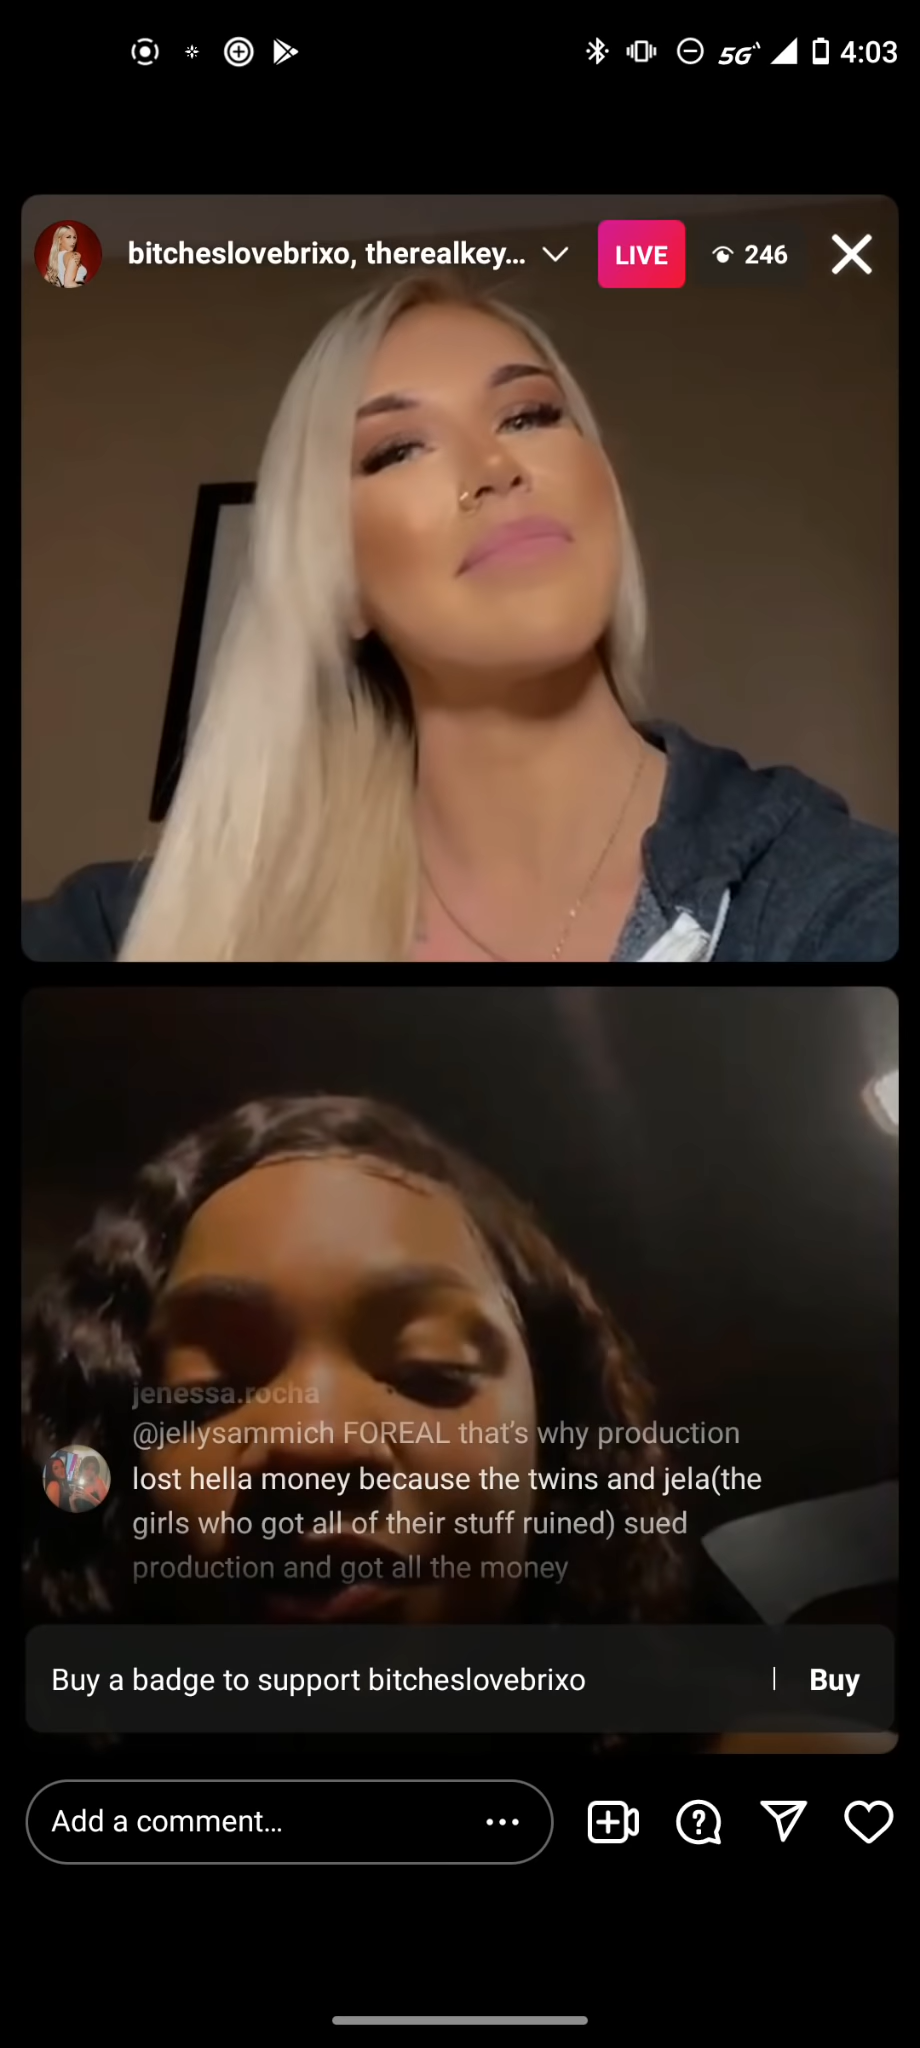 5G 4:03
bitcheslovebrixo, therealkey... LIVE 246
jenessa.rocha
@jellysammich FOREAL that's why production
lost hella money because the twins and jela(the
girls who got all of their stuff ruined) sued
production and got all the money
Buy a badge to support bitcheslovebrixo | Buy
Add a comment...